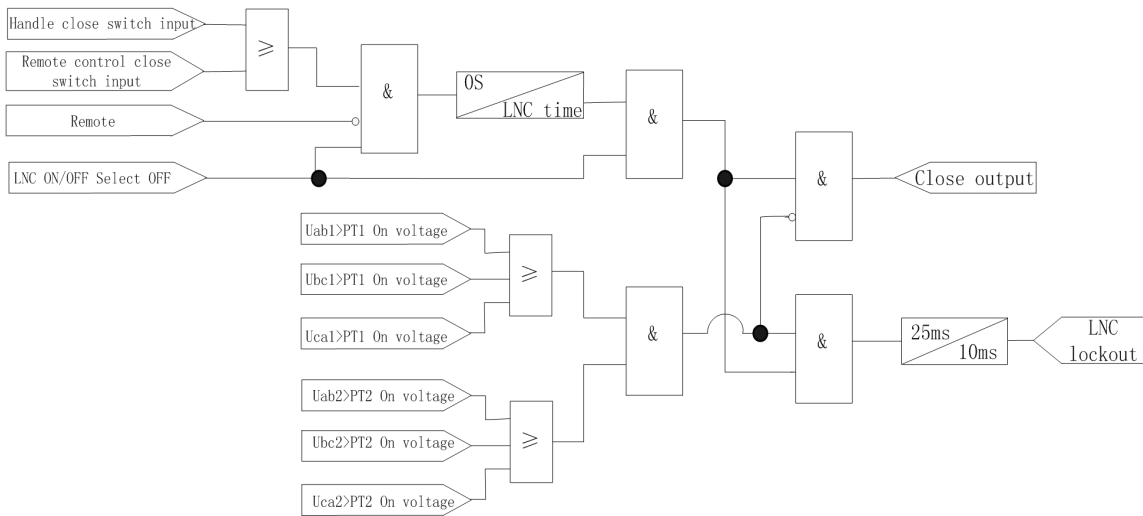 Handle close switch input
Remote control close
switch input
Remote
LNC ON/OFF Select OFF
≥
&
0S
LNC time
&
&
Close output
Uab1>PT1 On voltage
Ubc1>PT1 On voltage
Uca1>PT1 On voltage
≥
&
&
25ms
10ms
LNC
lockout
Uab2>PT2 On voltage
Ubc2>PT2 On voltage
Uca2>PT2 On voltage
≥